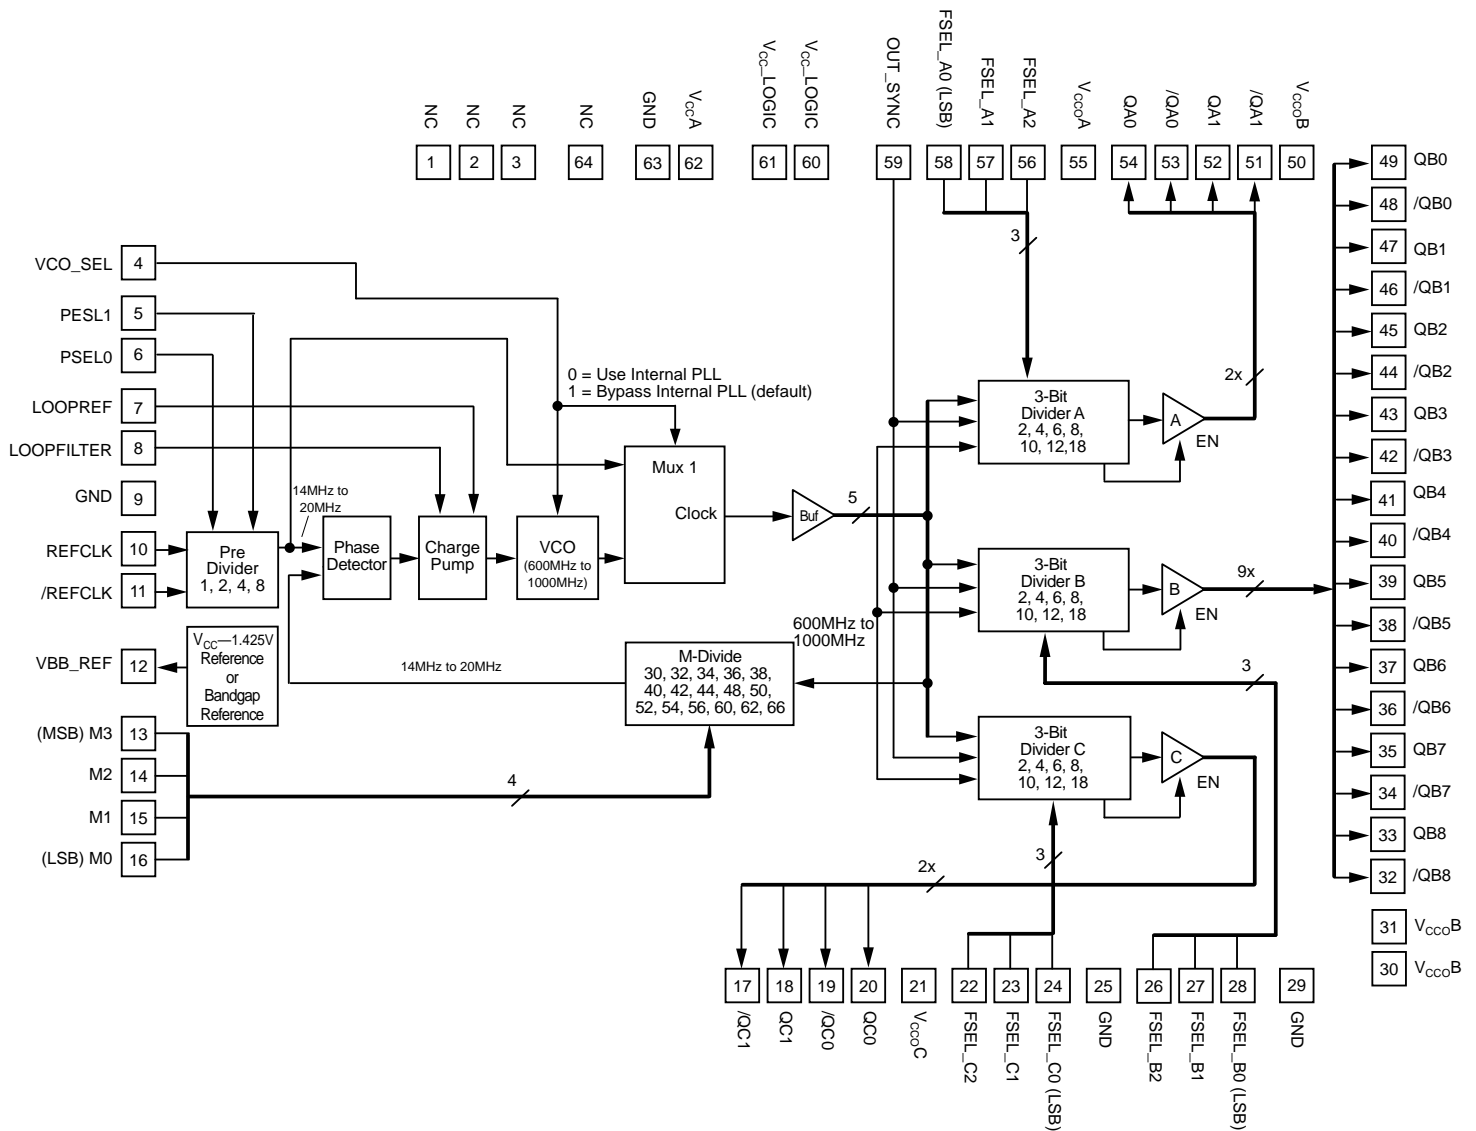 NC
NC
NC
NC
GND
VCCA
VCC_LOGIC
VCC_LOGIC
OUT_SYNC
FSEL_A0 (LSB)
FSEL_A1
FSEL_A2
VCCOA
QA0
/QA0
QA1
/QA1
VCCOB
1
2
3
64
63
62
61
60
59
58
57
56
55
54
53
52
51
50
49 QB0
48 /QB0
47 QB1
46 /QB1
45 QB2
44 /QB2
43 QB3
42 /QB3
41 QB4
40 /QB4
39 QB5
38 /QB5
37 QB6
36 /QB6
35 QB7
34 /QB7
33 QB8
32 /QB8
31 VCCOB
30 VCCOB
VCO_SEL 4
PESL1 5
PSEL0 6
LOOPREF 7
LOOPFILTER 8
GND 9
REFCLK 10
/REFCLK 11
VBB_REF 12
(MSB) M3 13
M2 14
M1 15
(LSB) M0 16
0 = Use Internal PLL
1 = Bypass Internal PLL (default)
14MHz to
20MHz
Pre
Divider
1, 2, 4, 8
Phase
Detector
Charge
Pump
VCO
(600MHz to
1000MHz)
Mux 1
Clock
Buf
5
3
3-Bit
Divider A
2, 4, 6, 8,
10, 12,18
A
EN
2x
3-Bit
Divider B
2, 4, 6, 8,
10, 12, 18
B
EN
9x
3
600MHz to
1000MHz
VCC—1.425V
Reference
or
Bandgap
Reference
14MHz to 20MHz
M-Divide
30, 32, 34, 36, 38,
40, 42, 44, 48, 50,
52, 54, 56, 60, 62, 66
4
3-Bit
Divider C
2, 4, 6, 8,
10, 12, 18
C
EN
3
2x
17
18
19
20
21
22
23
24
25
26
27
28
29
/QC1
QC1
/QC0
QC0
VCCOC
FSEL_C2
FSEL_C1
FSEL_C0 (LSB)
GND
FSEL_B2
FSEL_B1
FSEL_B0 (LSB)
GND